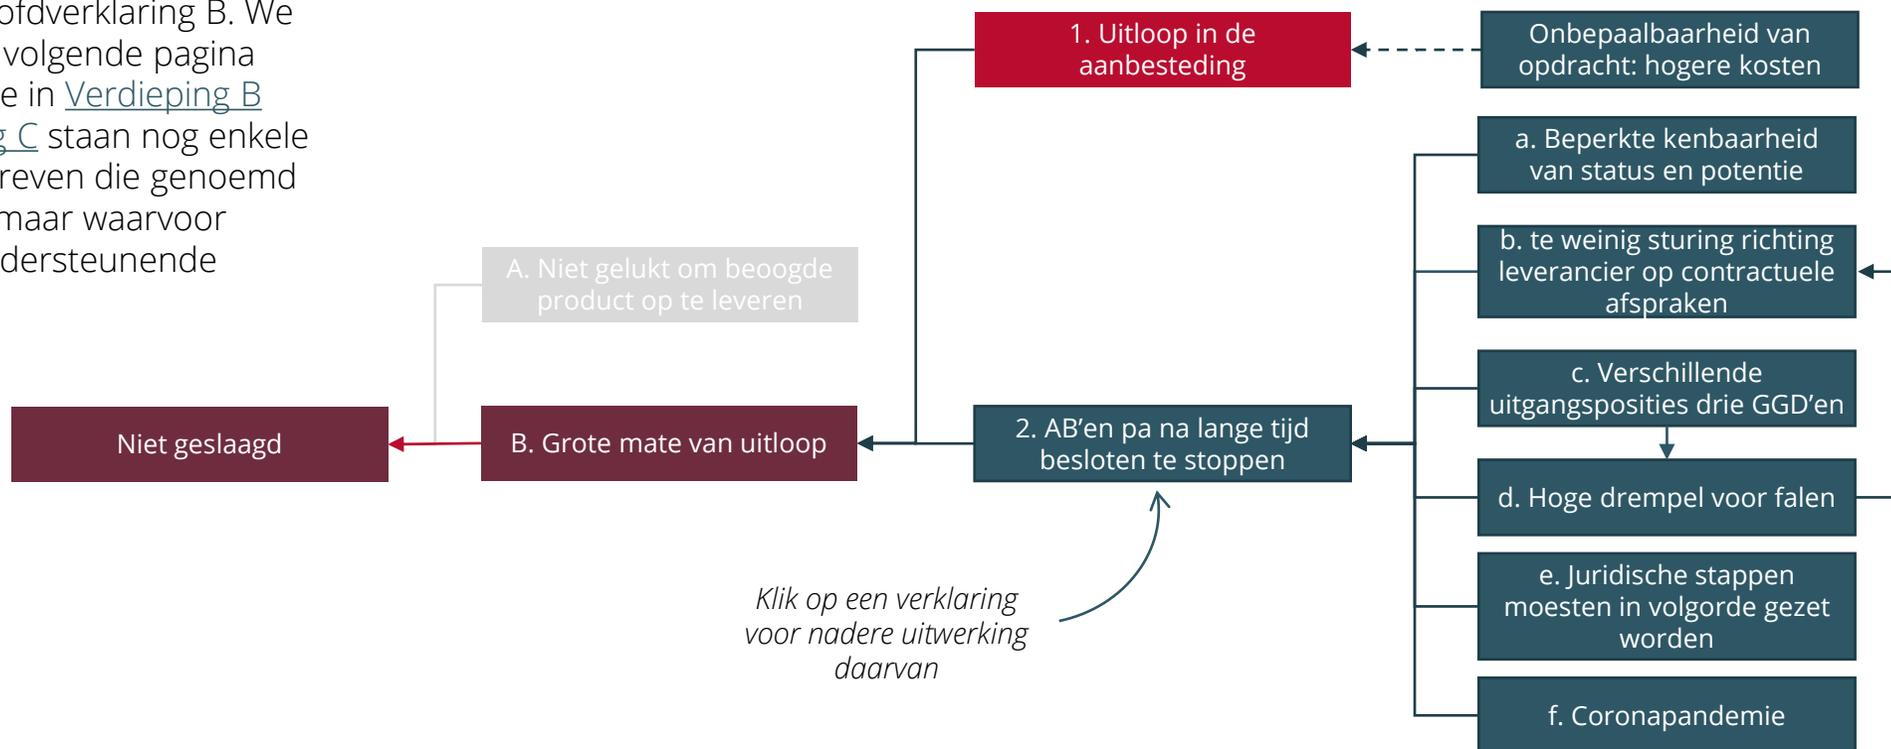 ofdverklaring B. We
volgende pagina
e in Verdieping B
g C staan nog enkele
reven die genoemd
maar waarvoor
dersteunende
1. Uitloop in de
aanbesteding
Onbepaalbaarheid van
opdracht: hogere kosten
a. Beperkte kenbaarheid
van status en potentie
b. te weinig sturing richting
leverancier op contractuele
afspraken
A. Niet gelukt om beoogde
product op te leveren
c. Verschillende
uitgangsposities drie GGD’en
Niet geslaagd
B. Grote mate van uitloop
2. AB’en pa na lange tijd
besloten te stoppen
d. Hoge drempel voor falen
e. Juridische stappen
moesten in volgorde gezet
worden
Klik op een verklaring
voor nadere uitwerking
daarvan
f. Coronapandemie